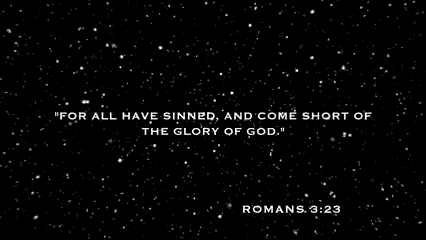 "FOR ALL HAVE SINNED, AND COME SHORT OF
THE GLORY OF GOD."
ROMANS 3:23